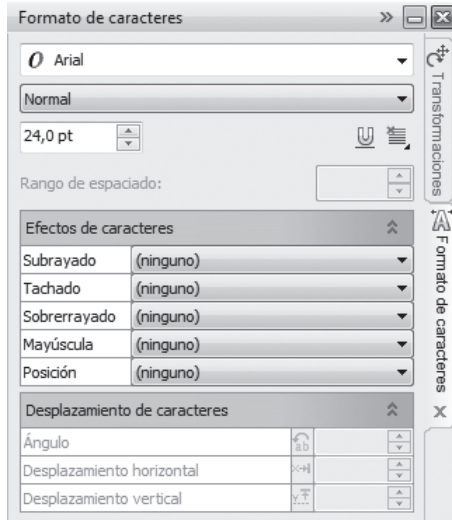 Formato de caracteres
O Arial
Normal
24,0 pt
U
Rango de espaciado:
Efectos de caracteres
Subrayado (ninguno)
Tachado (ninguno)
Sobrerrayado (ninguno)
Mayúscula (ninguno)
Posición (ninguno)
Desplazamiento de caracteres
Ángulo ab
Desplazamiento horizontal
Desplazamiento vertical
Transformaciones
Formato de caracteres